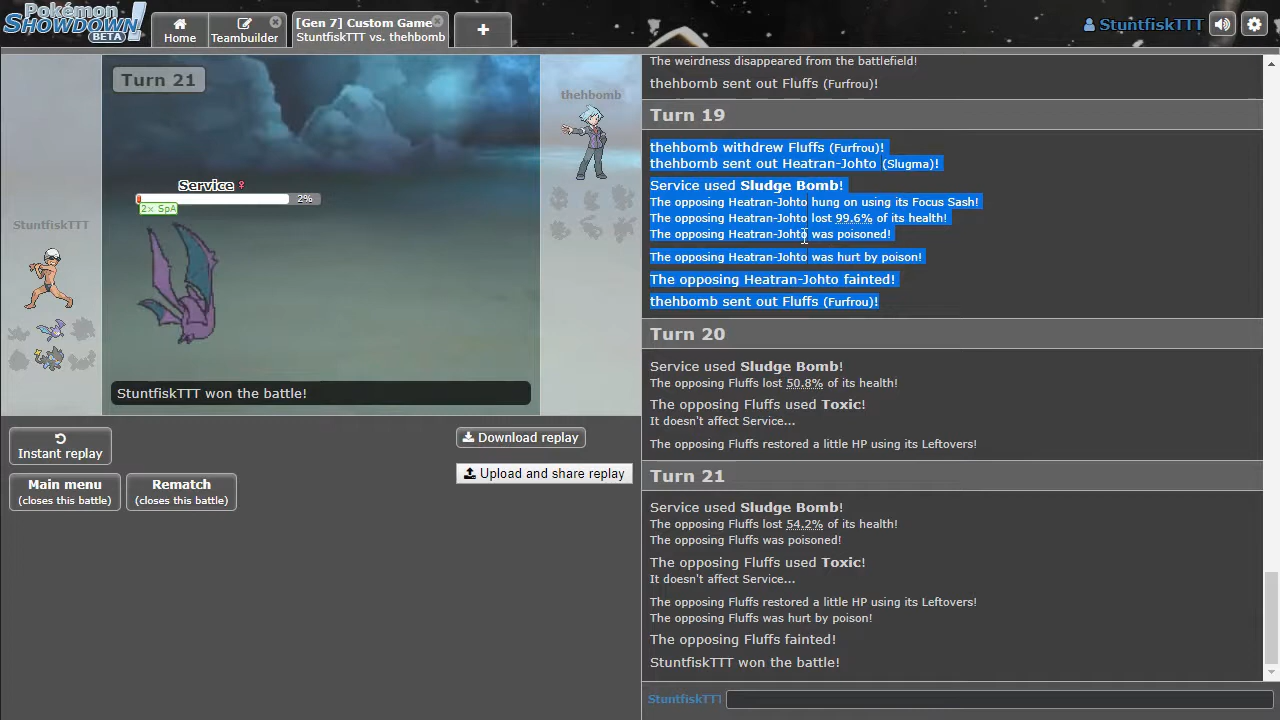 Pokémon
SHOWDOWN!
BETA
Home
Teambuilder
[Gen 7] Custom Game
StuntfiskTTT vs. thehbomb
+
StuntfiskTTT
Turn 21
thehbomb
Service ♀
2%
2× SpA
StuntfiskTTT
StuntfiskTTT won the battle!
Instant replay
Download replay
Upload and share replay
Main menu
(closes this battle)
Rematch
(closes this battle)
The weirdness disappeared from the battlefield!
thehbomb sent out Fluffs (Furfrou)!
Turn 19
thehbomb withdrew Fluffs (Furfrou)!
thehbomb sent out Heatran-Johto (Slugma)!
Service used Sludge Bomb!
The opposing Heatran-Johto hung on using its Focus Sash!
The opposing Heatran-Johto lost 99.6% of its health!
The opposing Heatran-Johto was poisoned!
The opposing Heatran-Johto was hurt by poison!
The opposing Heatran-Johto fainted!
thehbomb sent out Fluffs (Furfrou)!
Turn 20
Service used Sludge Bomb!
The opposing Fluffs lost 50.8% of its health!
The opposing Fluffs used Toxic!
It doesn't affect Service...
The opposing Fluffs restored a little HP using its Leftovers!
Turn 21
Service used Sludge Bomb!
The opposing Fluffs lost 54.2% of its health!
The opposing Fluffs was poisoned!
The opposing Fluffs used Toxic!
It doesn't affect Service...
The opposing Fluffs restored a little HP using its Leftovers!
The opposing Fluffs was hurt by poison!
The opposing Fluffs fainted!
StuntfiskTTT won the battle!
StuntfiskTTT